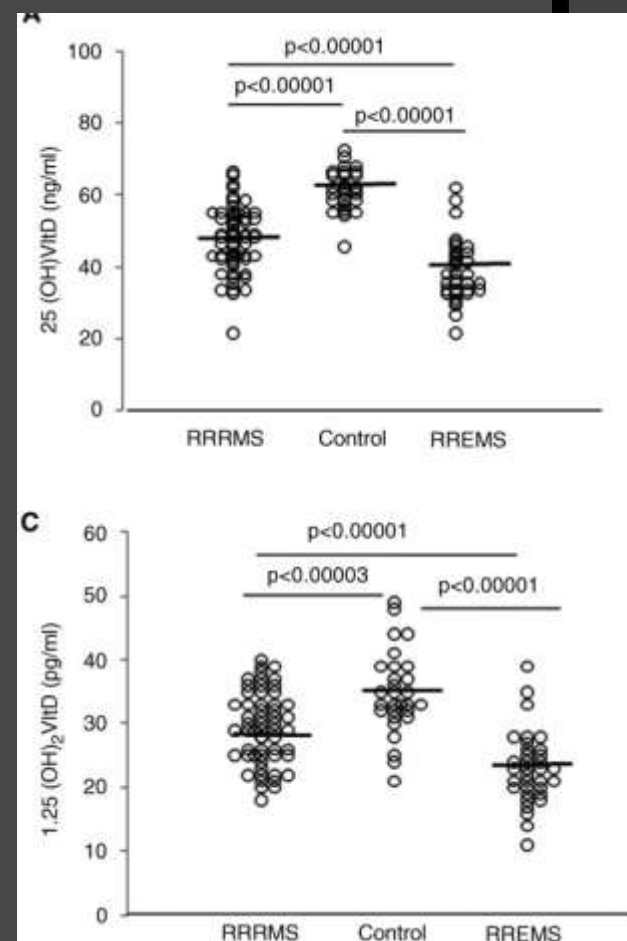 A
p<0.00001
100
p<0.00001
p<0.00001
80
60
40
20
0
25 (OH)VitD (ng/ml)
RRRMS Control RREMS
C
60
p<0.00001
p<0.00003
p<0.00001
50
40
30
20
10
0
1,25 (OH)2VitD (pg/ml)
RRRMS Control RREMS